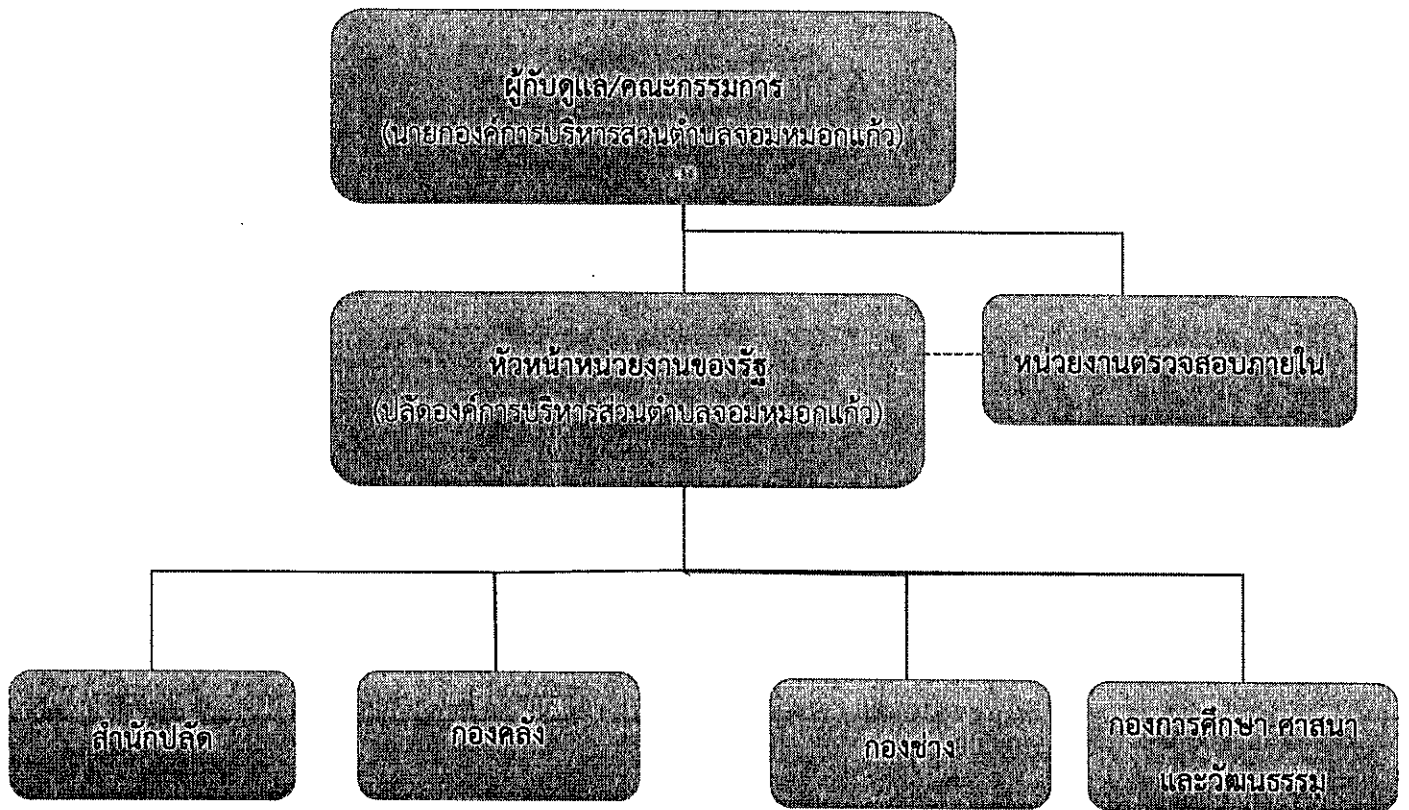 ผู้กับดูแล/คณะกรรมการ
(นายกองค์การบริหารส่วนตำบลจอมหมอกแก้ว)
หัวหน้าหน่วยงานของรัฐ
(ปลัดองค์การบริหารส่วนตำบลจอมหมอกแก้ว)
หน่วยงานตรวจสอบภายใน
สำนักปลัด
กองคลัง
กองช่าง
กองการศึกษา ศาสนา
และวัฒนธรรม